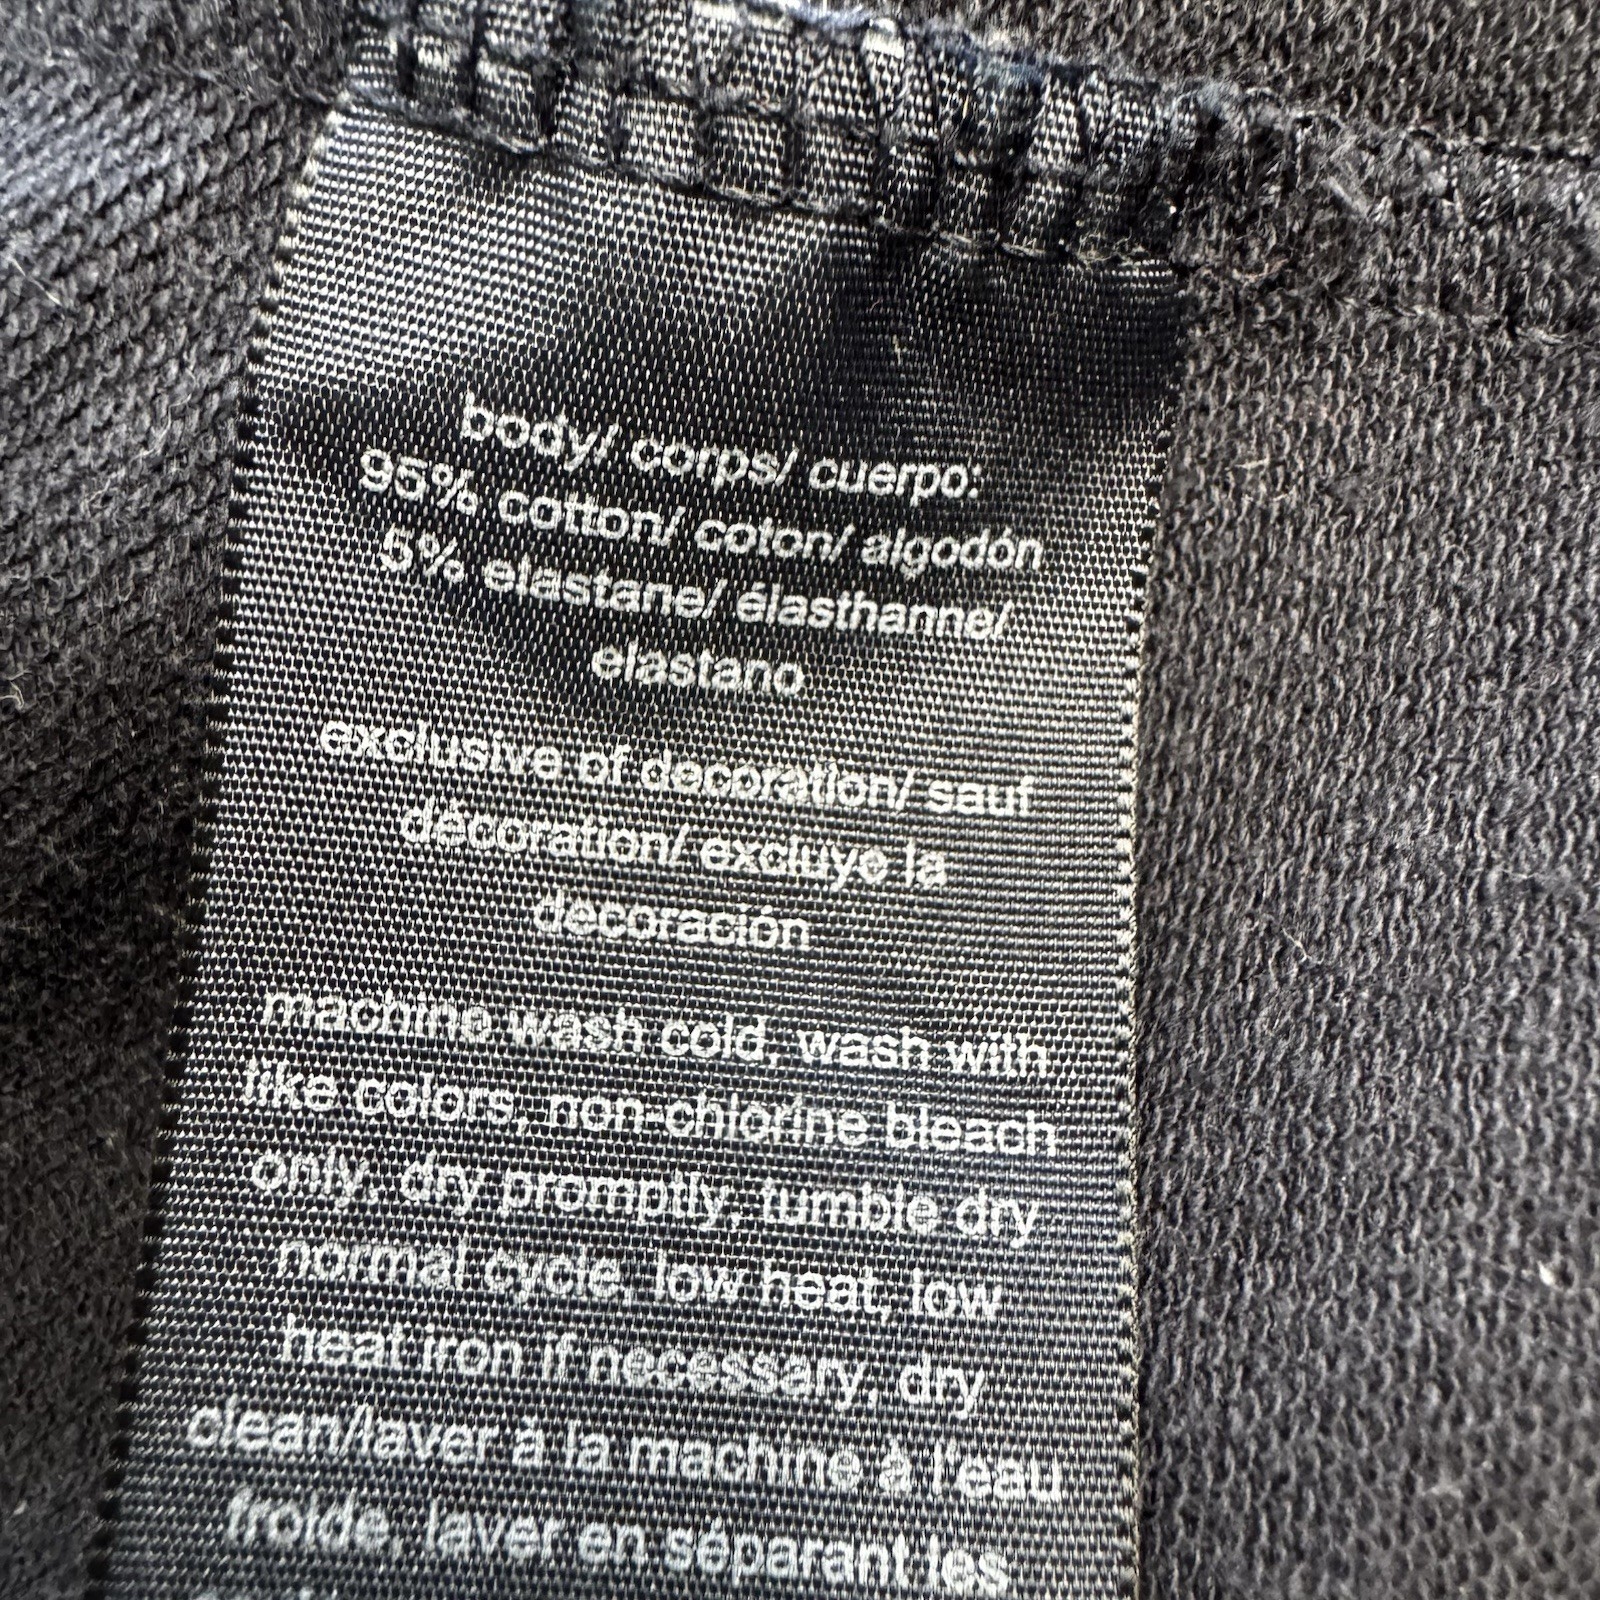 body/ corps/ cuerpo:
95% cotton/ coton/ algodón
5% elastane/ élasthanne/
elastano
exclusive of decoration/ sauf
décoration/ excluye la
decoración
machine wash cold, wash with
like colors, non-chlorine bleach
only, dry promptly, tumble dry
normal cycle, low heat, low
heat iron if necessary, dry
clean/laver à la machine à l'eau
froide, laver en séparant les